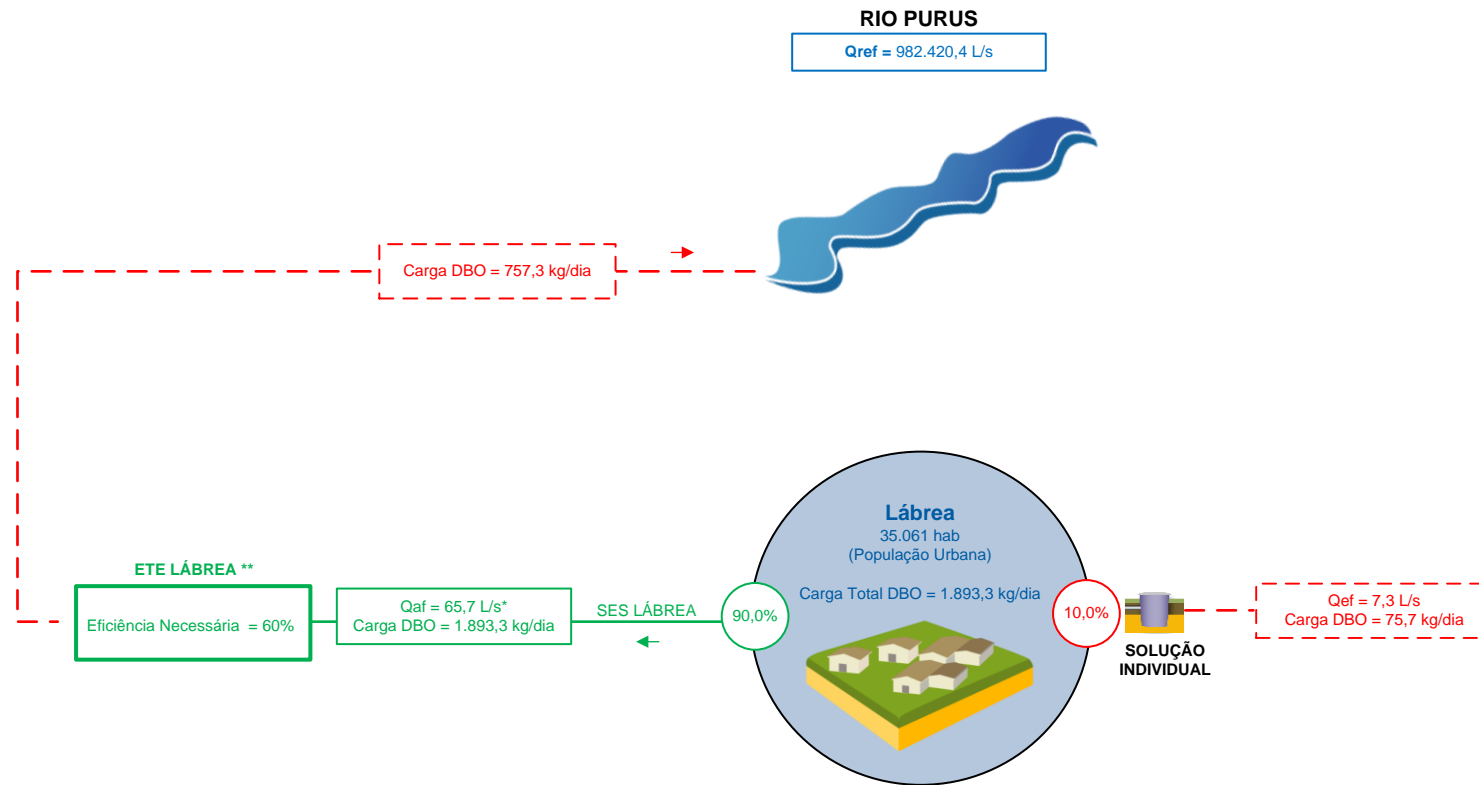 RIO PURUS
Qref = 982.420,4 L/s
Carga DBO = 757,3 kg/dia
Lábrea
35.061 hab
(População Urbana)
Carga Total DBO = 1.893,3 kg/dia
ETE LÁBREA **
Eficiência Necessária = 60%
Qaf = 65,7 L/s*
Carga DBO = 1.893,3 kg/dia
SES LÁBREA
90,0%
10,0%
SOLUÇÃO
INDIVIDUAL
Qef = 7,3 L/s
Carga DBO = 75,7 kg/dia